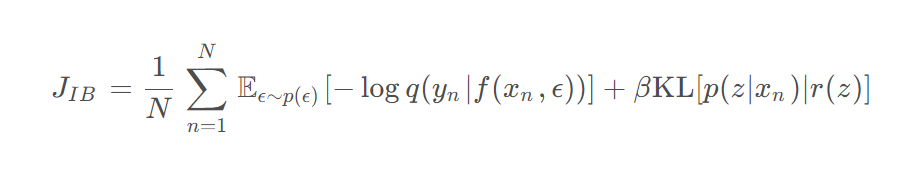 J_{IB} = \frac{1}{N} \sum_{n=1}^{N} \mathbb{E}_{\epsilon \sim p(\epsilon)} [-\log q(y_n | f(x_n, \epsilon))] + \beta \mathrm{KL}[p(z|x_n)|r(z)]